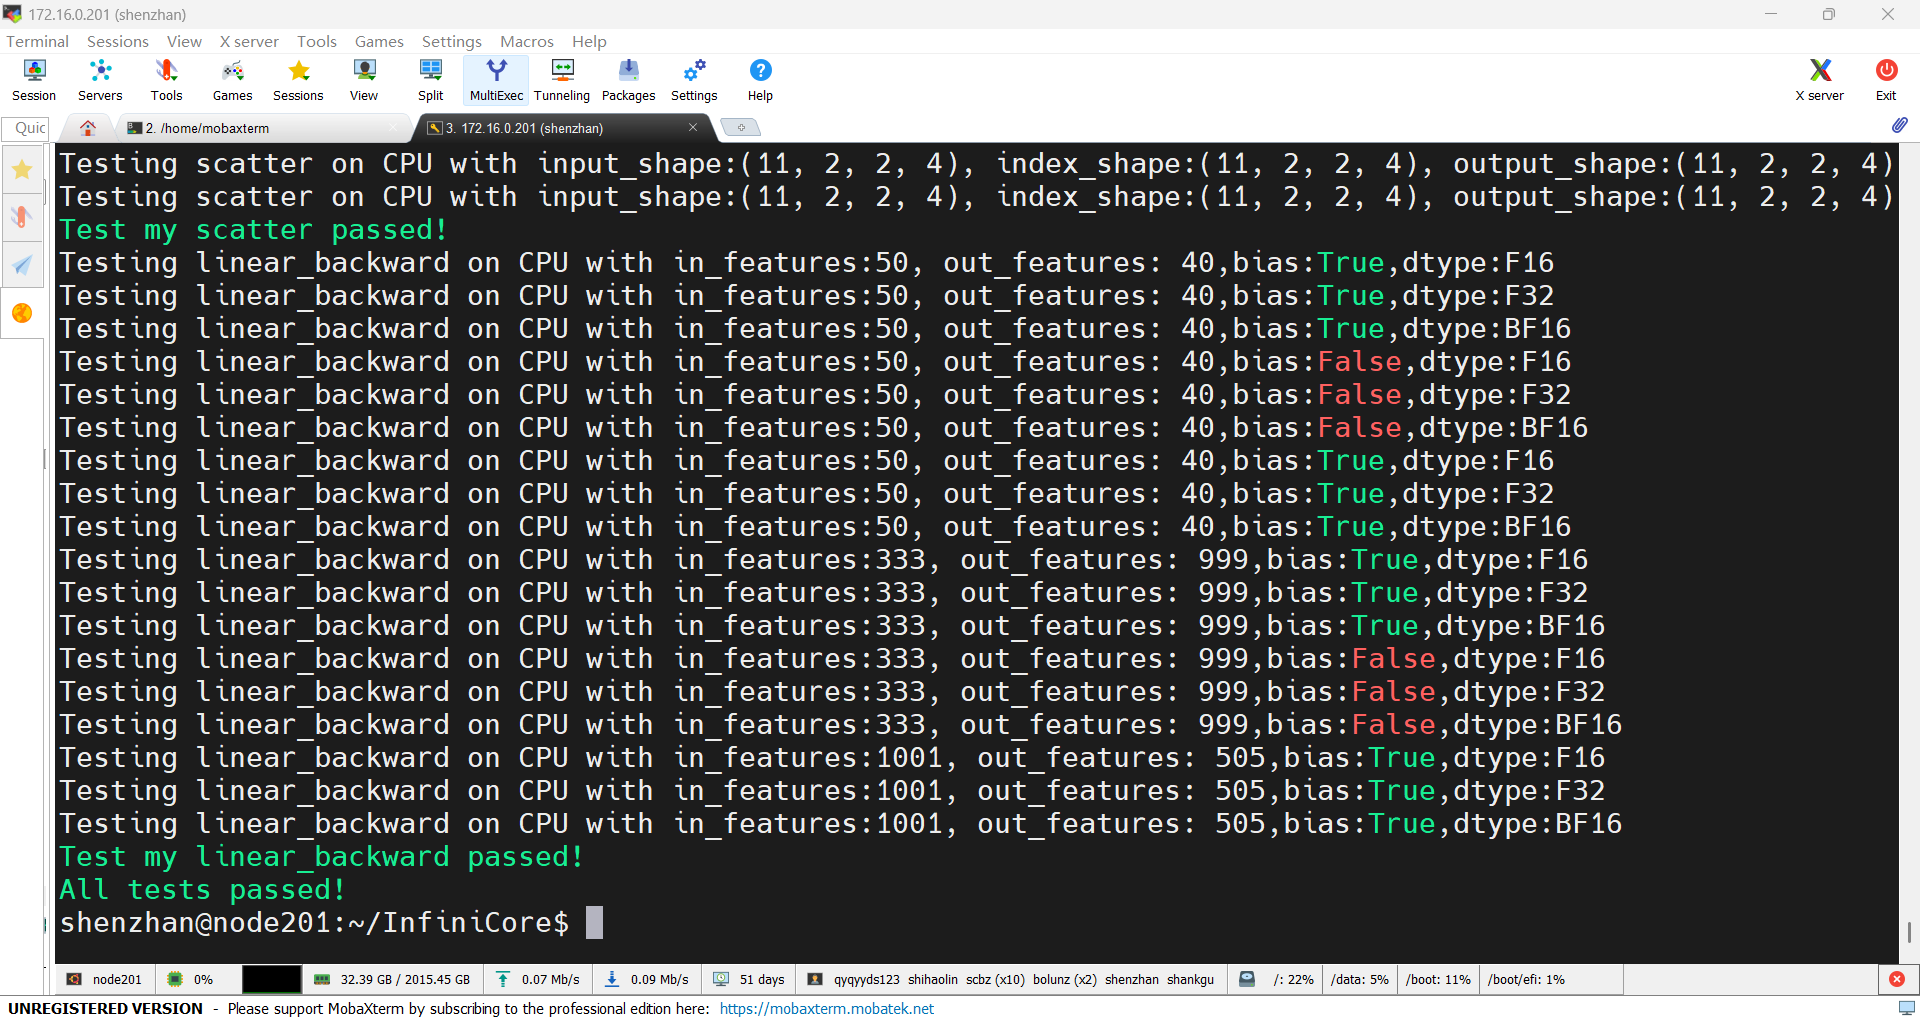 172.16.0.201 (shenzhan)
Terminal Sessions View X server Tools Games Settings Macros Help
Session Servers Tools Games Sessions View Split MultiExec Tunneling Packages Settings Help X server Exit
Quic 2. /home/mobaxterm 3. 172.16.0.201 (shenzhan)
Testing scatter on CPU with input_shape:(11, 2, 2, 4), index_shape:(11, 2, 2, 4), output_shape:(11, 2, 2, 4)
Testing scatter on CPU with input_shape:(11, 2, 2, 4), index_shape:(11, 2, 2, 4), output_shape:(11, 2, 2, 4)
Test my scatter passed!
Testing linear_backward on CPU with in_features:50, out_features: 40,bias:True,dtype:F16
Testing linear_backward on CPU with in_features:50, out_features: 40,bias:True,dtype:F32
Testing linear_backward on CPU with in_features:50, out_features: 40,bias:True,dtype:BF16
Testing linear_backward on CPU with in_features:50, out_features: 40,bias:False,dtype:F16
Testing linear_backward on CPU with in_features:50, out_features: 40,bias:False,dtype:F32
Testing linear_backward on CPU with in_features:50, out_features: 40,bias:False,dtype:BF16
Testing linear_backward on CPU with in_features:50, out_features: 40,bias:True,dtype:F16
Testing linear_backward on CPU with in_features:50, out_features: 40,bias:True,dtype:F32
Testing linear_backward on CPU with in_features:50, out_features: 40,bias:True,dtype:BF16
Testing linear_backward on CPU with in_features:333, out_features: 999,bias:True,dtype:F16
Testing linear_backward on CPU with in_features:333, out_features: 999,bias:True,dtype:F32
Testing linear_backward on CPU with in_features:333, out_features: 999,bias:True,dtype:BF16
Testing linear_backward on CPU with in_features:333, out_features: 999,bias:False,dtype:F16
Testing linear_backward on CPU with in_features:333, out_features: 999,bias:False,dtype:F32
Testing linear_backward on CPU with in_features:333, out_features: 999,bias:False,dtype:BF16
Testing linear_backward on CPU with in_features:1001, out_features: 505,bias:True,dtype:F16
Testing linear_backward on CPU with in_features:1001, out_features: 505,bias:True,dtype:F32
Testing linear_backward on CPU with in_features:1001, out_features: 505,bias:True,dtype:BF16
Test my linear_backward passed!
All tests passed!
shenzhan@node201:~/InfiniCore$
node201 0% 32.39 GB / 2015.45 GB 0.07 Mb/s 0.09 Mb/s 51 days qyqyyds123 shihaolin scbz (x10) bolunz (x2) shenzhan shankgu /: 22% /data: 5% /boot: 11% /boot/efi: 1%
UNREGISTERED VERSION - Please support MobaXterm by subscribing to the professional edition here: https://mobaxterm.mobatek.net